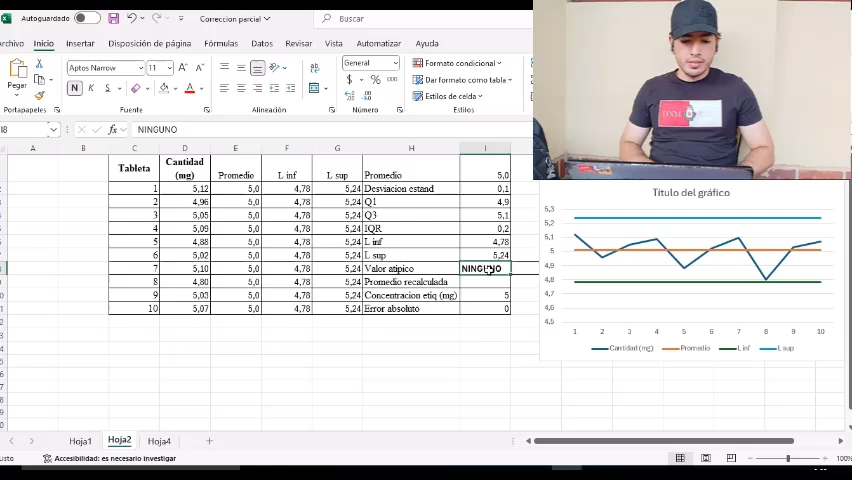 Autoguardado
Correccion parcial
Buscar
Archivo Inicio Insertar Disposición de página Fórmulas Datos Revisar Vista Automatizar Ayuda
Pegar
Aptos Narrow 11
N K S
General
$ % 000
Formato condicional
Dar formato como tabla
Estilos de celda
Portapapeles Fuente Alineación Número Estilos
I8 fx NINGUNO
A B C D E F G H I
Tableta Cantidad (mg) Promedio L inf L sup Promedio 5,0
1 5,12 5,0 4,78 5,24 Desviacion estand 0,1
2 4,96 5,0 4,78 5,24 Q1 4,9
3 5,05 5,0 4,78 5,24 Q3 5,1
4 5,09 5,0 4,78 5,24 IQR 0,2
5 4,88 5,0 4,78 5,24 L inf 4,78
6 5,02 5,0 4,78 5,24 L sup 5,24
7 5,10 5,0 4,78 5,24 Valor atipico NINGUNO
8 4,80 5,0 4,78 5,24 Promedio recalculada
9 5,03 5,0 4,78 5,24 Concentracion etiq (mg) 5
10 5,07 5,0 4,78 5,24 Error absoluto 0
DNM
Título del gráfico
5,3
5,2
5,1
5
4,9
4,8
4,7
4,6
4,5
1 2 3 4 5 6 7 8 9 10
Cantidad (mg) Promedio L inf L sup
Hoja1 Hoja2 Hoja4
Listo
Accesibilidad: es necesario investigar
100%